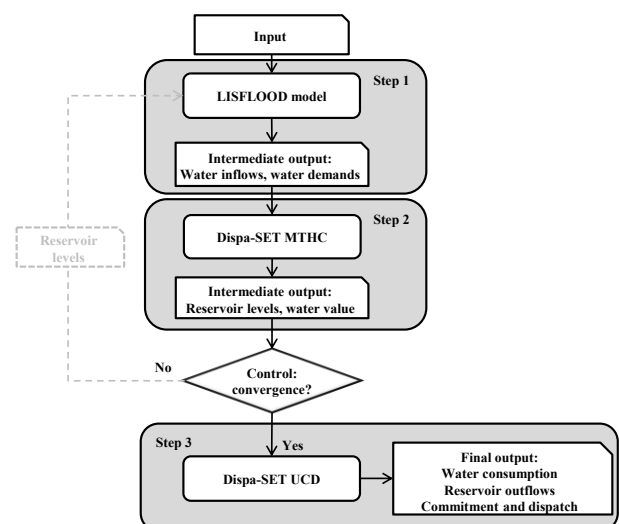 Input
Step 1
LISFLOOD model
Intermediate output:
Water inflows, water demands
Step 2
Dispa-SET MTHC
Reservoir
levels
Intermediate output:
Reservoir levels, water value
No
Control:
convergence?
Step 3
Yes
Dispa-SET UCD
Final output:
Water consumption
Reservoir outflows
Commitment and dispatch